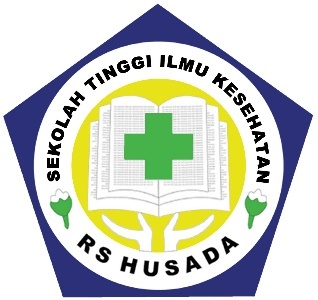 SEKOLAH TINGGI ILMU KESEHATAN
RS HUSADA